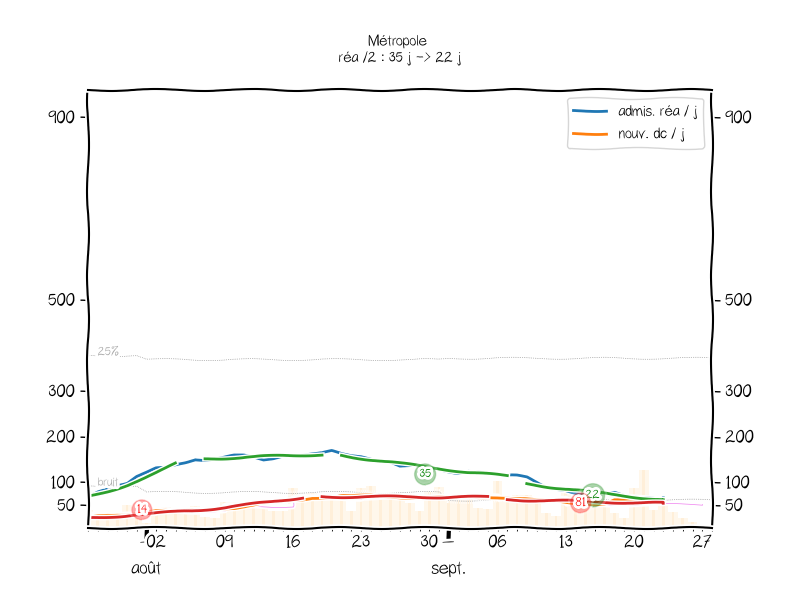 Métropole
réa /2 : 35 j -> 22 j
admis. réa / j
nouv. dc / j
900 900
500 500
25%
300 300
200 200
bruit
100 100
50 50
35
22
81
14
02 09 16 23 30 06 13 20 27
août sept.